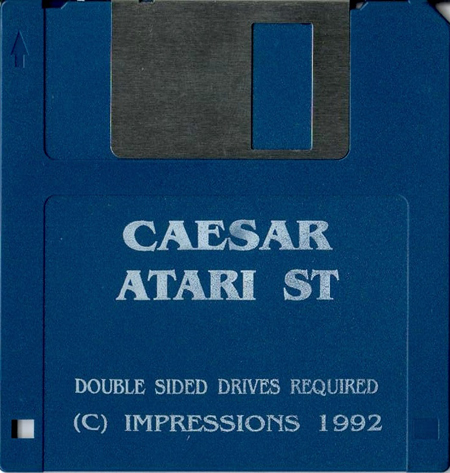 CAESAR
ATARI ST
DOUBLE SIDED DRIVES REQUIRED
(C) IMPRESSIONS 1992